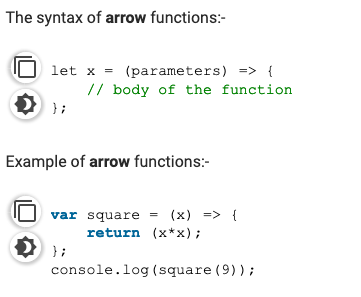 The syntax of arrow functions:-
let x = (parameters) => {
// body of the function
};
Example of arrow functions:-
var square = (x) => {
return (x*x);
};
console.log(square(9));